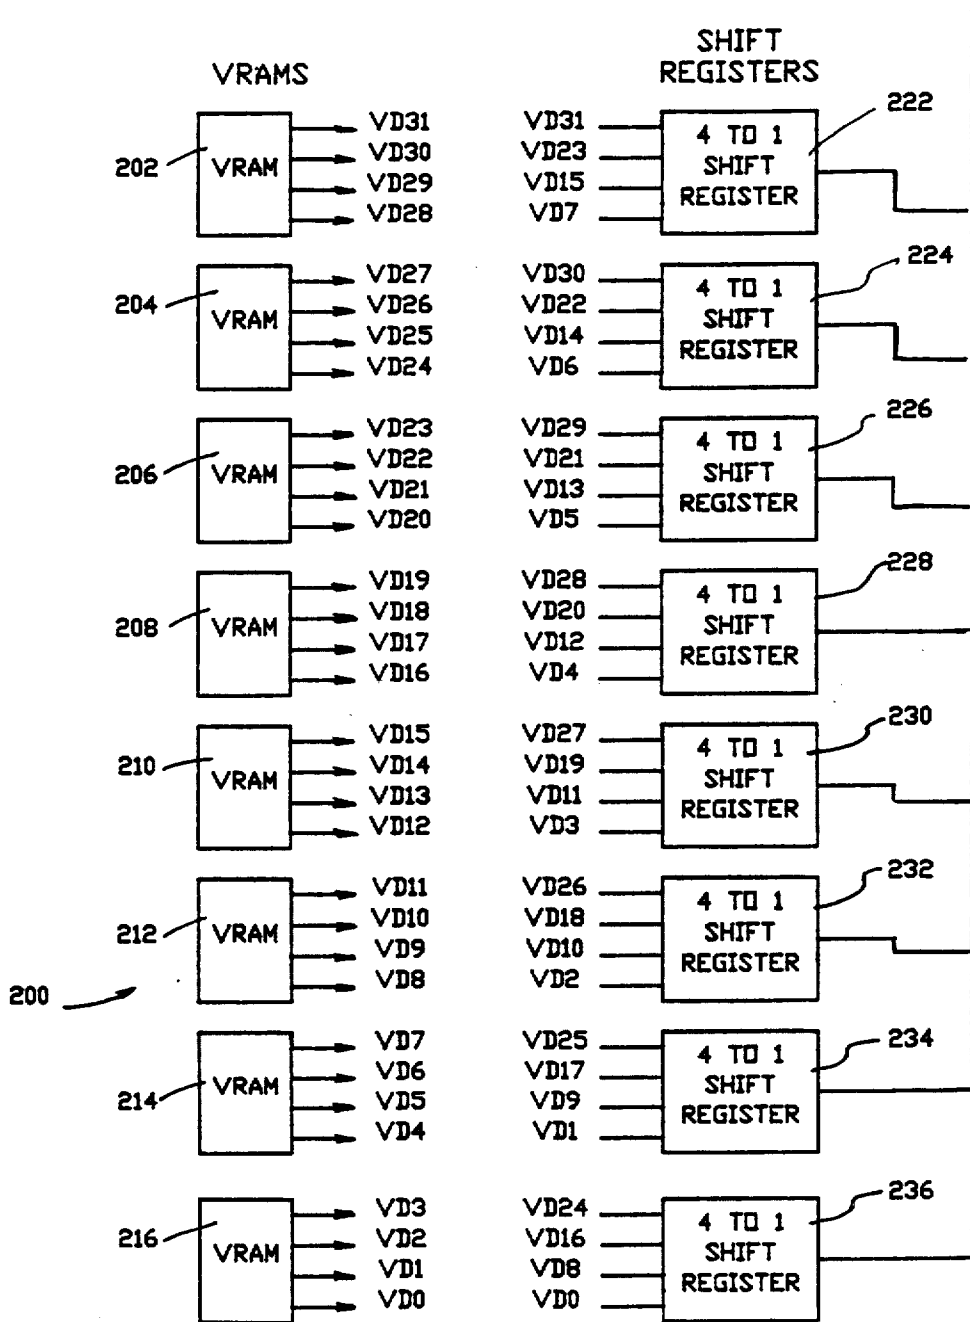 VRAMS
SHIFT
REGISTERS
202
VRAM
VD31
VD30
VD29
VD28
VD31
VD23
VD15
VD7
4 TO 1
SHIFT
REGISTER
222
204
VRAM
VD27
VD26
VD25
VD24
VD30
VD22
VD14
VD6
4 TO 1
SHIFT
REGISTER
224
206
VRAM
VD23
VD22
VD21
VD20
VD29
VD21
VD13
VD5
4 TO 1
SHIFT
REGISTER
226
208
VRAM
VD19
VD18
VD17
VD16
VD28
VD20
VD12
VD4
4 TO 1
SHIFT
REGISTER
228
210
VRAM
VD15
VD14
VD13
VD12
VD27
VD19
VD11
VD3
4 TO 1
SHIFT
REGISTER
230
212
VRAM
VD11
VD10
VD9
VD8
VD26
VD18
VD10
VD2
4 TO 1
SHIFT
REGISTER
232
200
214
VRAM
VD7
VD6
VD5
VD4
VD25
VD17
VD9
VD1
4 TO 1
SHIFT
REGISTER
234
216
VRAM
VD3
VD2
VD1
VD0
VD24
VD16
VD8
VD0
4 TO 1
SHIFT
REGISTER
236